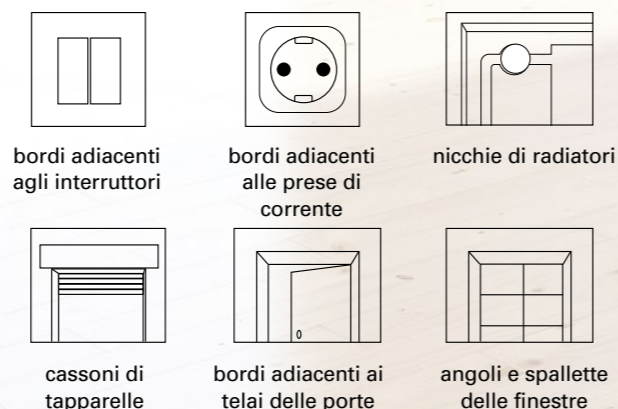 bordi adiacenti
agli interruttori
bordi adiacenti
alle prese di
corrente
nicchie di radiatori
cassoni di
tapparelle
bordi adiacenti ai
telai delle porte
angoli e spallette
delle finestre